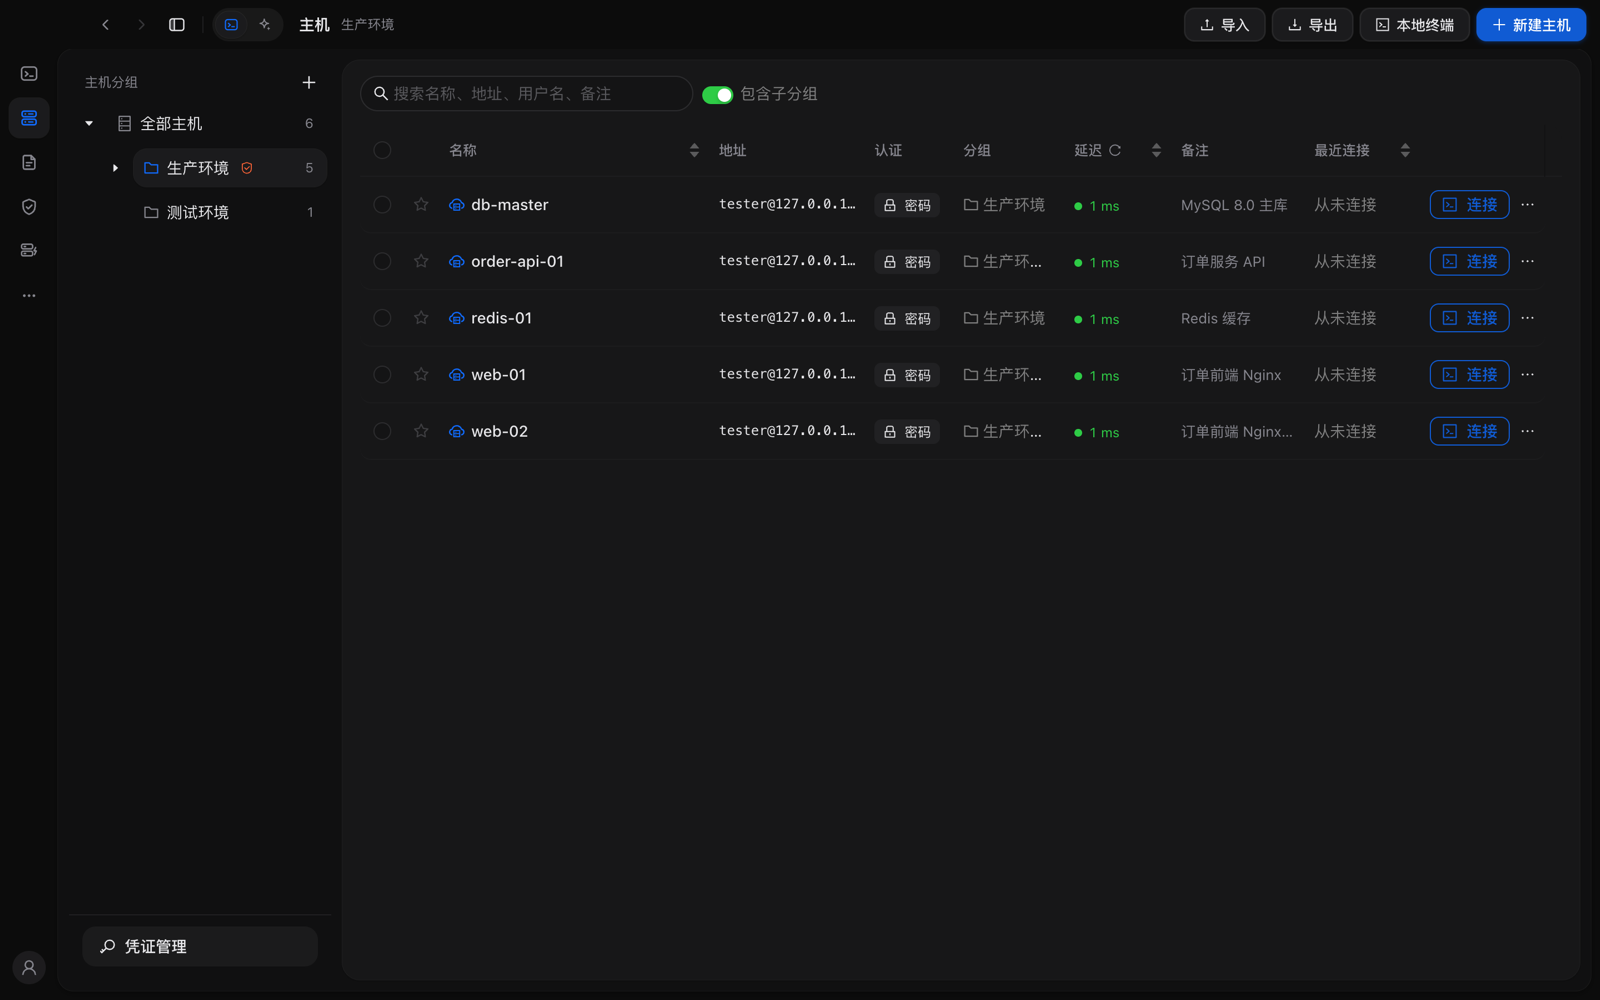 主机 生产环境
导入 导出 本地终端 新建主机
主机分组
搜索名称、地址、用户名、备注 包含子分组
全部主机 6
生产环境 5
测试环境 1
名称 地址 认证 分组 延迟 备注 最近连接
db-master tester@127.0.0.1… 密码 生产环境 1 ms MySQL 8.0 主库 从未连接 连接 ...
order-api-01 tester@127.0.0.1… 密码 生产环... 1 ms 订单服务 API 从未连接 连接 ...
redis-01 tester@127.0.0.1… 密码 生产环境 1 ms Redis 缓存 从未连接 连接 ...
web-01 tester@127.0.0.1… 密码 生产环... 1 ms 订单前端 Nginx 从未连接 连接 ...
web-02 tester@127.0.0.1… 密码 生产环... 1 ms 订单前端 Nginx... 从未连接 连接 ...
凭证管理